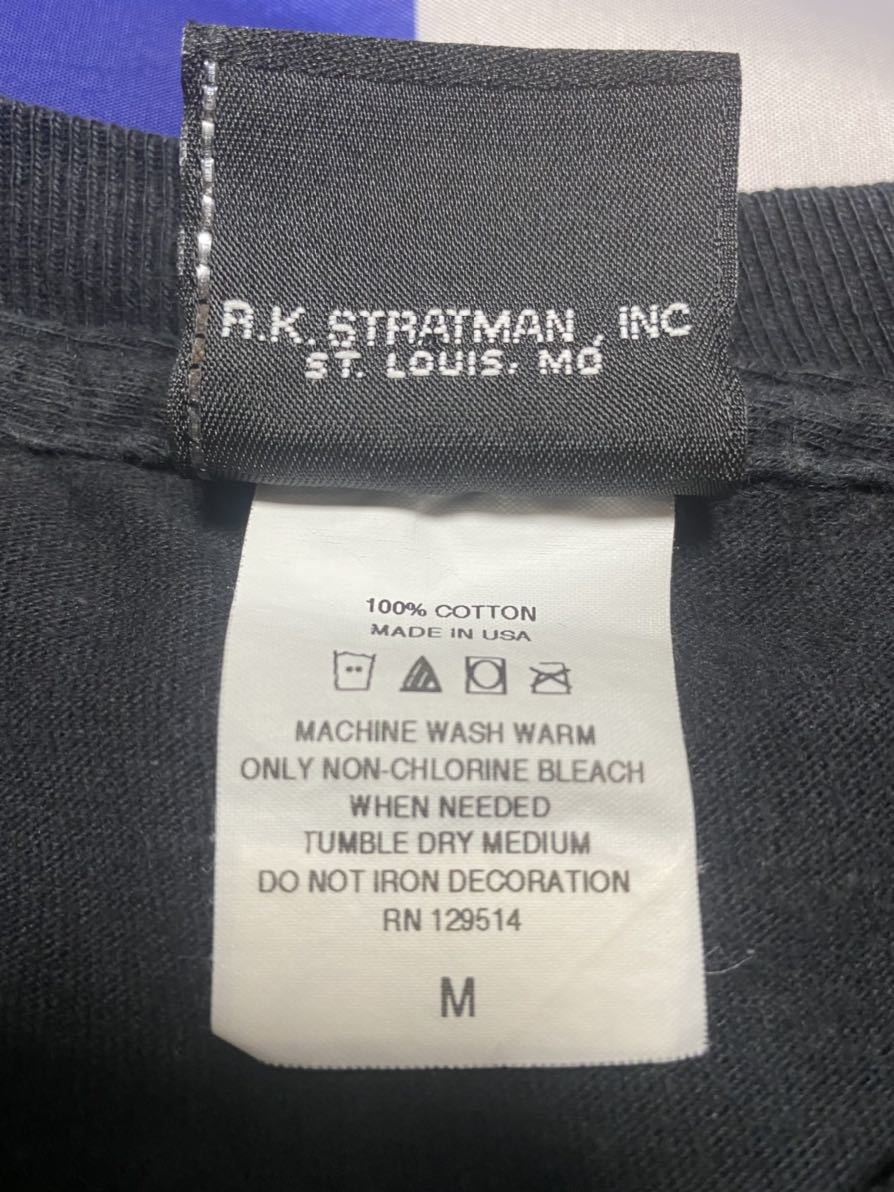 R.K. STRATMAN, INC
ST. LOUIS, MO
100% COTTON
MADE IN USA
MACHINE WASH WARM
ONLY NON-CHLORINE BLEACH
WHEN NEEDED
TUMBLE DRY MEDIUM
DO NOT IRON DECORATION
RN 129514
M